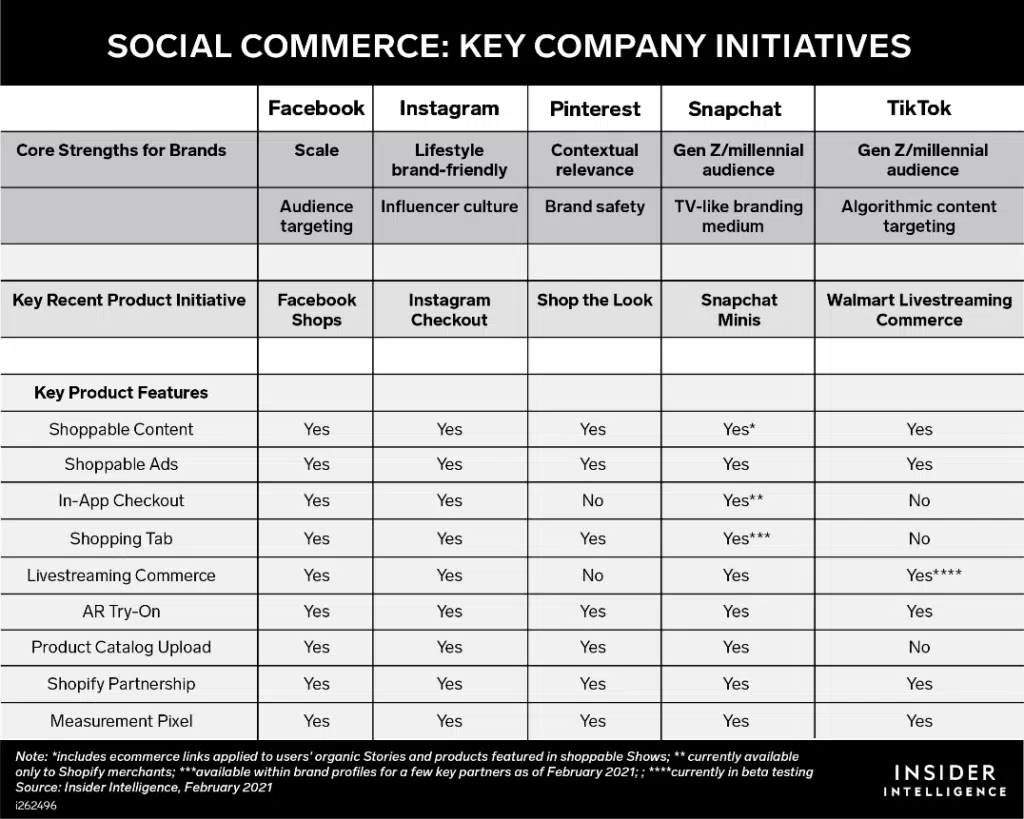 SOCIAL COMMERCE: KEY COMPANY INITIATIVES
Facebook Instagram Pinterest Snapchat TikTok
Core Strengths for Brands Scale Lifestyle brand-friendly Contextual relevance Gen Z/millennial audience Gen Z/millennial audience
Audience targeting Influencer culture Brand safety TV-like branding medium Algorithmic content targeting
Key Recent Product Initiative Facebook Shops Instagram Checkout Shop the Look Snapchat Minis Walmart Livestreaming Commerce
Key Product Features
Shoppable Content Yes Yes Yes Yes* Yes
Shoppable Ads Yes Yes Yes Yes Yes
In-App Checkout Yes Yes No Yes** No
Shopping Tab Yes Yes Yes Yes*** No
Livestreaming Commerce Yes Yes No Yes Yes****
AR Try-On Yes Yes Yes Yes Yes
Product Catalog Upload Yes Yes Yes Yes No
Shopify Partnership Yes Yes Yes Yes Yes
Measurement Pixel Yes Yes Yes Yes Yes
Note: *includes ecommerce links applied to users' organic Stories and products featured in shoppable Shows; ** currently available
only to Shopify merchants; ***available within brand profiles for a few key partners as of February 2021; ; ****currently in beta testing
Source: Insider Intelligence, February 2021
i262496
INSIDER
INTELLIGENCE